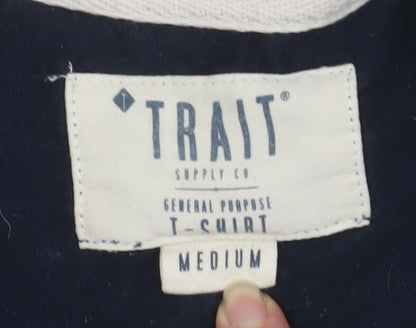 TRAIT®
SUPPLY CO
GENERAL PURPOSE
T-SHIRT
MEDIUM